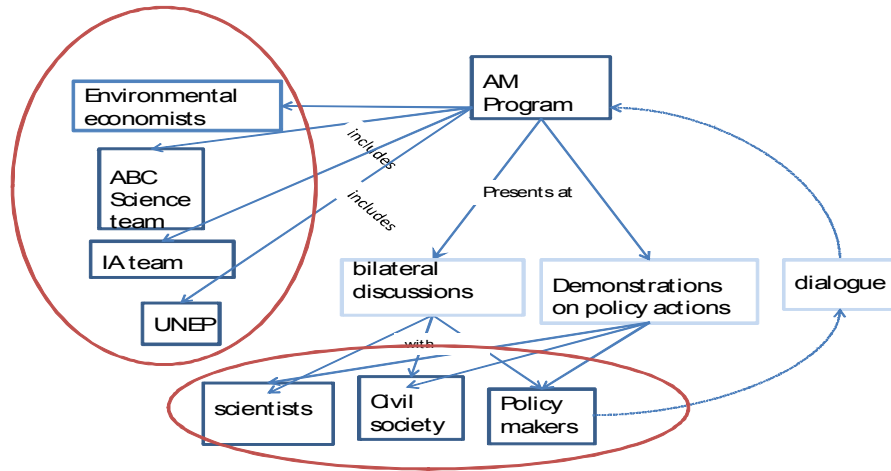 AM
Program
Environmental
economists
includes
ABC
Science
team
includes
Presents at
IA team
bilateral
discussions
Demonstrations
on policy actions
dialogue
UNEP
with
scientists
Civil
society
Policy
makers